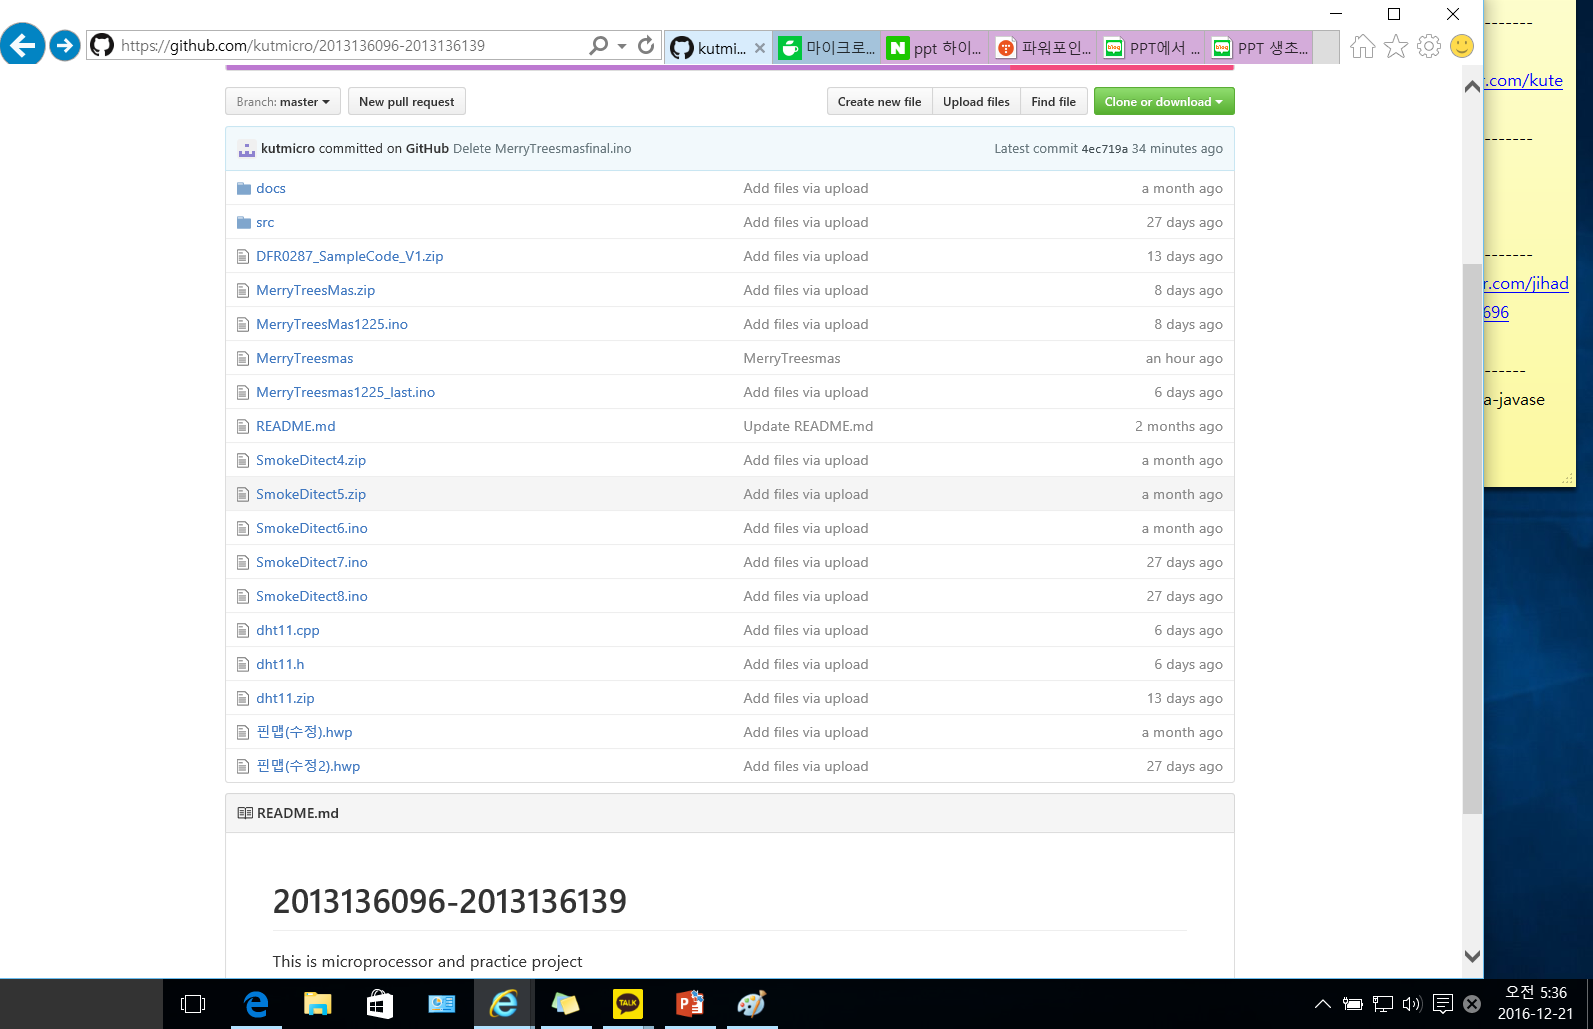 https://github.com/kutmicro/2013136096-2013136139
kutmi...
마이크로...
ppt 하이...
파워포인...
PPT에서 ...
PPT 생초...
Branch: master
New pull request
Create new file
Upload files
Find file
Clone or download
kutmicro committed on GitHub Delete MerryTreesmasfinal.ino
Latest commit 4ec719a 34 minutes ago
docs Add files via upload a month ago
src Add files via upload 27 days ago
DFR0287_SampleCode_V1.zip Add files via upload 13 days ago
MerryTreesMas.zip Add files via upload 8 days ago
MerryTreesMas1225.ino Add files via upload 8 days ago
MerryTreesmas MerryTreesmas an hour ago
MerryTreesmas1225_last.ino Add files via upload 6 days ago
README.md Update README.md 2 months ago
SmokeDitect4.zip Add files via upload a month ago
SmokeDitect5.zip Add files via upload a month ago
SmokeDitect6.ino Add files via upload a month ago
SmokeDitect7.ino Add files via upload 27 days ago
SmokeDitect8.ino Add files via upload 27 days ago
dht11.cpp Add files via upload 6 days ago
dht11.h Add files via upload 6 days ago
dht11.zip Add files via upload 13 days ago
핀맵(수정).hwp Add files via upload a month ago
핀맵(수정2).hwp Add files via upload 27 days ago
README.md
2013136096-2013136139
This is microprocessor and practice project
-------
r.com/kute
-------
-------
r.com/jihad
696
------
a-javase
TALK
오전 5:36
2016-12-21